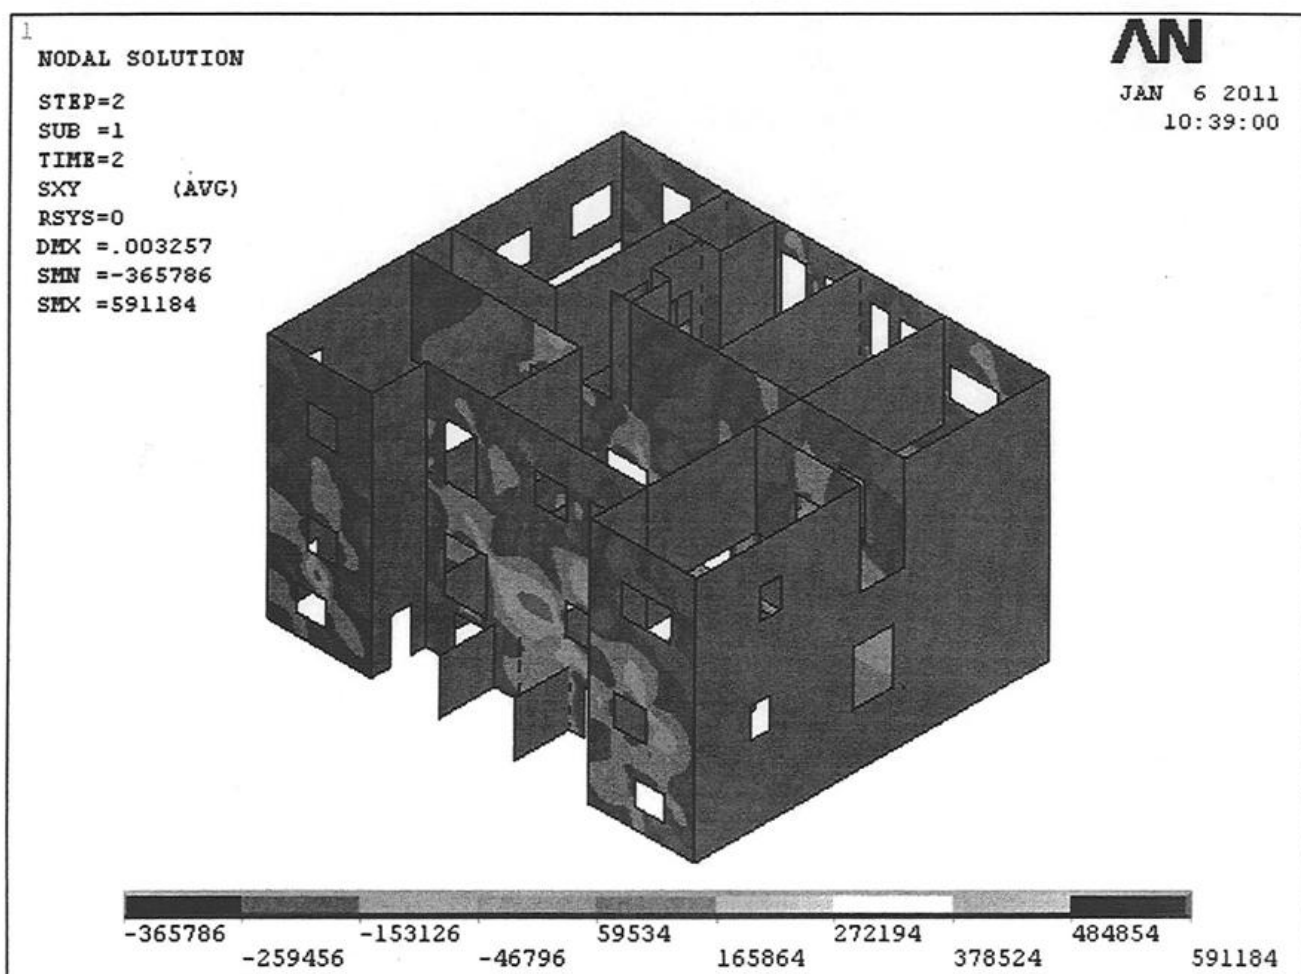 1
NODAL SOLUTION
STEP=2
SUB =1
TIME=2
SXY (AVG)
RSYS=0
DMX =.003257
SMN =-365786
SMX =591184
AN
JAN 6 2011
10:39:00
-365786 -153126 59534 272194 484854
-259456 -46796 165864 378524 591184